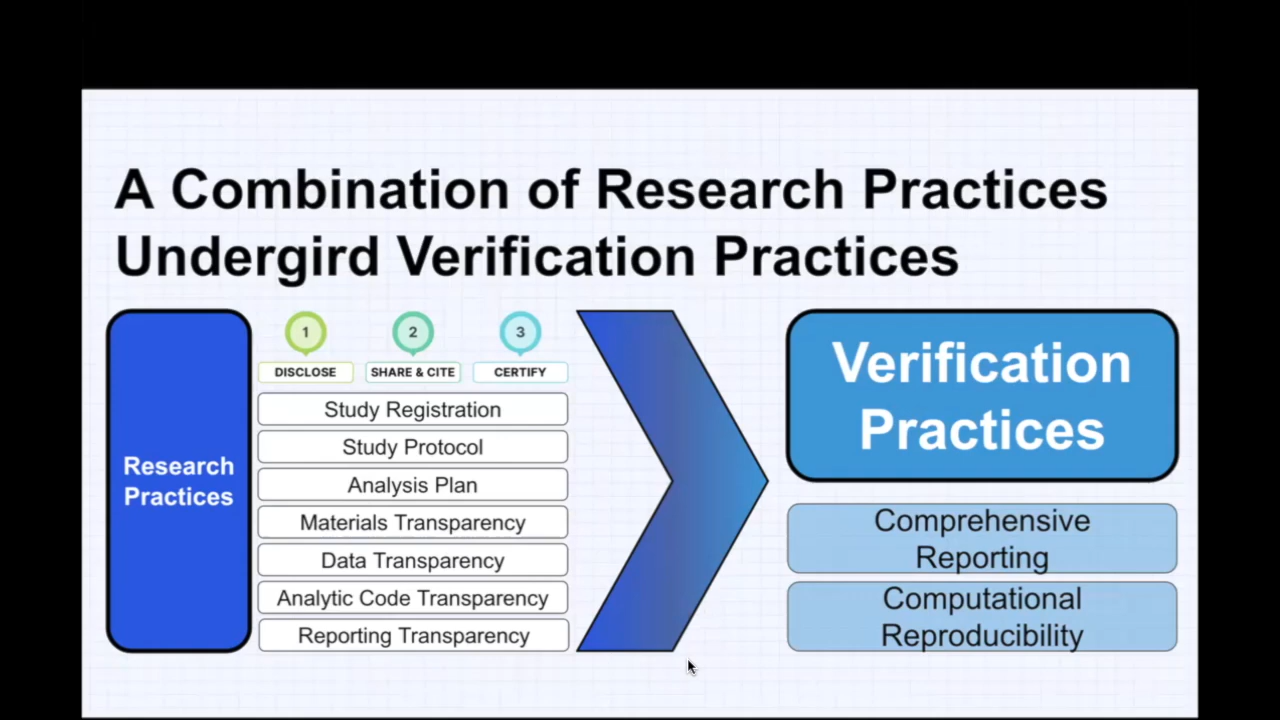 A Combination of Research Practices
Undergird Verification Practices
Research
Practices
1
2
3
DISCLOSE
SHARE & CITE
CERTIFY
Study Registration
Study Protocol
Analysis Plan
Materials Transparency
Data Transparency
Analytic Code Transparency
Reporting Transparency
Verification
Practices
Comprehensive
Reporting
Computational
Reproducibility